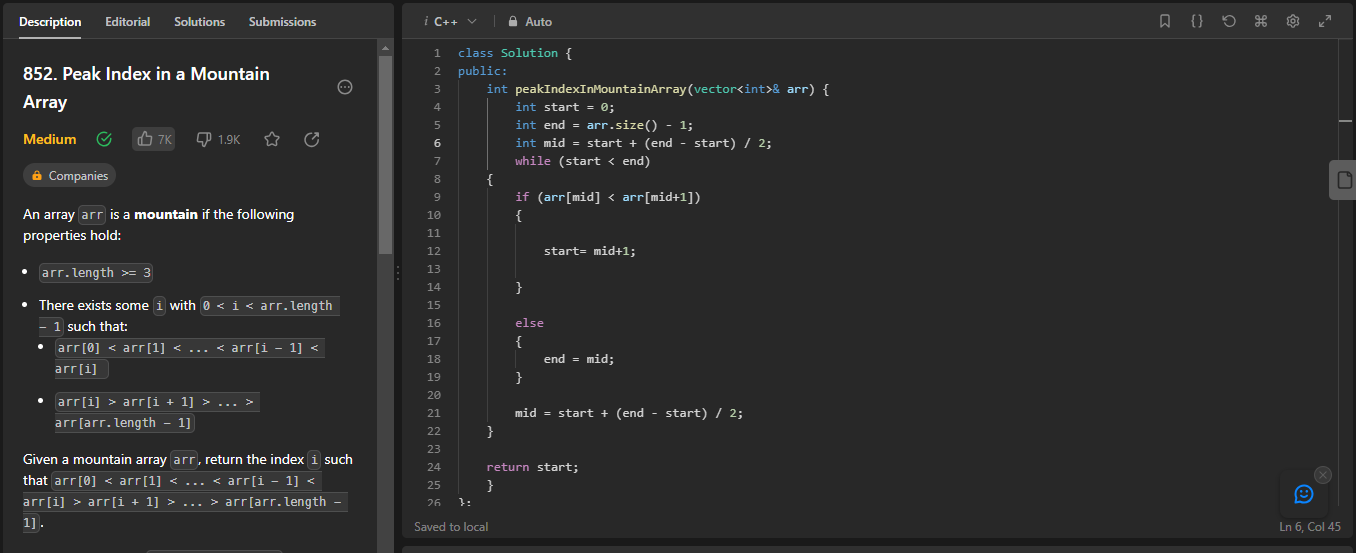 Description Editorial Solutions Submissions
852. Peak Index in a Mountain
Array
Medium 7K 1.9K
Companies
An array arr is a mountain if the following
properties hold:
arr.length >= 3
There exists some i with 0 < i < arr.length
- 1 such that:
arr[0] < arr[1] < ... < arr[i - 1] <
arr[i]
arr[i] > arr[i + 1] > ... >
arr[arr.length - 1]
Given a mountain array arr, return the index i such
that arr[0] < arr[1] < ... < arr[i - 1] <
arr[i] > arr[i + 1] > ... > arr[arr.length -
1].
i C++ Auto
1 class Solution {
2 public:
3     int peakIndexInMountainArray(vector<int>& arr) {
4         int start = 0;
5         int end = arr.size() - 1;
6         int mid = start + (end - start) / 2;
7         while (start < end)
8     {
9         if (arr[mid] < arr[mid+1])
10         {
11
12             start= mid+1;
13
14         }
15
16         else
17         {
18             end = mid;
19         }
20
21         mid = start + (end - start) / 2;
22     }
23
24     return start;
25     }
26 };
Saved to local
Ln 6, Col 45